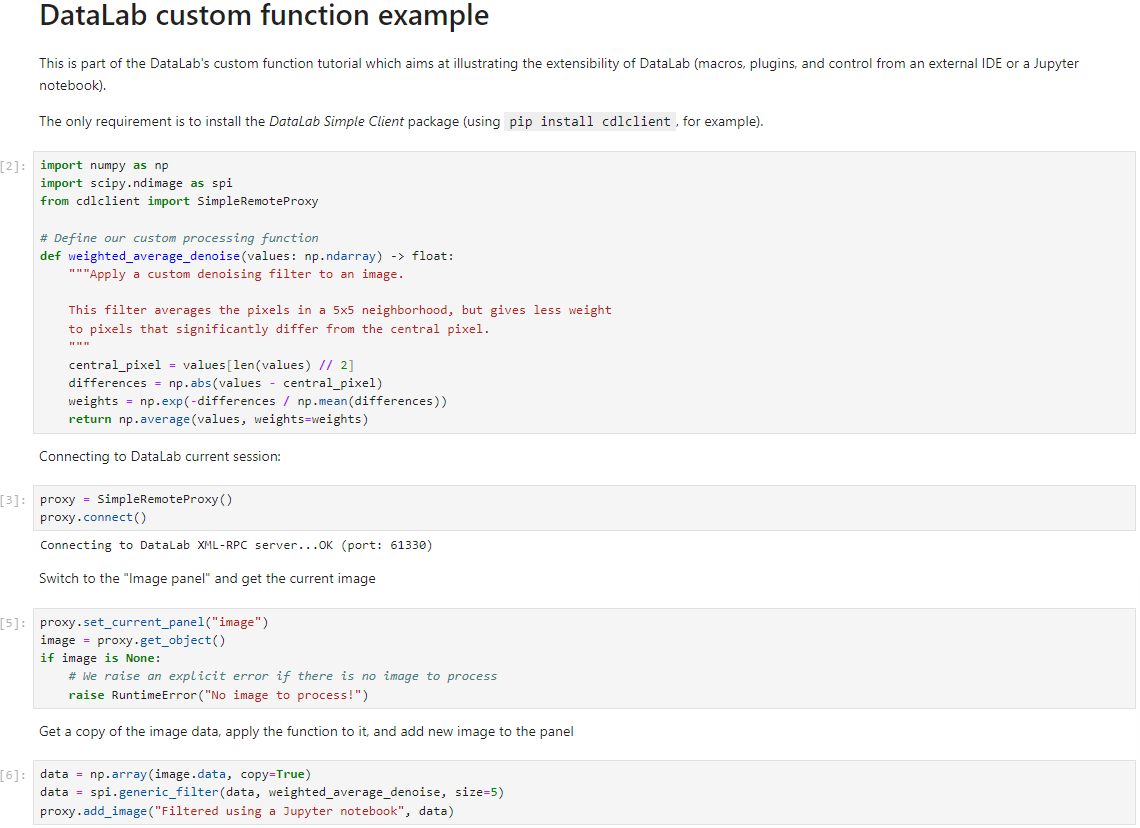 DataLab custom function example
This is part of the DataLab's custom function tutorial which aims at illustrating the extensibility of DataLab (macros, plugins, and control from an external IDE or a Jupyter
notebook).
The only requirement is to install the DataLab Simple Client package (using pip install cdlclient, for example).
[2]:
import numpy as np
import scipy.ndimage as spi
from cdlclient import SimpleRemoteProxy
# Define our custom processing function
def weighted_average_denoise(values: np.ndarray) -> float:
    """Apply a custom denoising filter to an image.
    This filter averages the pixels in a 5x5 neighborhood, but gives less weight
    to pixels that significantly differ from the central pixel.
    """
    central_pixel = values[len(values) // 2]
    differences = np.abs(values - central_pixel)
    weights = np.exp(-differences / np.mean(differences))
    return np.average(values, weights=weights)
Connecting to DataLab current session:
[3]:
proxy = SimpleRemoteProxy()
proxy.connect()
Connecting to DataLab XML-RPC server...OK (port: 61330)
Switch to the "Image panel" and get the current image
[5]:
proxy.set_current_panel("image")
image = proxy.get_object()
if image is None:
    # We raise an explicit error if there is no image to process
    raise RuntimeError("No image to process!")
Get a copy of the image data, apply the function to it, and add new image to the panel
[6]:
data = np.array(image.data, copy=True)
data = spi.generic_filter(data, weighted_average_denoise, size=5)
proxy.add_image("Filtered using a Jupyter notebook", data)